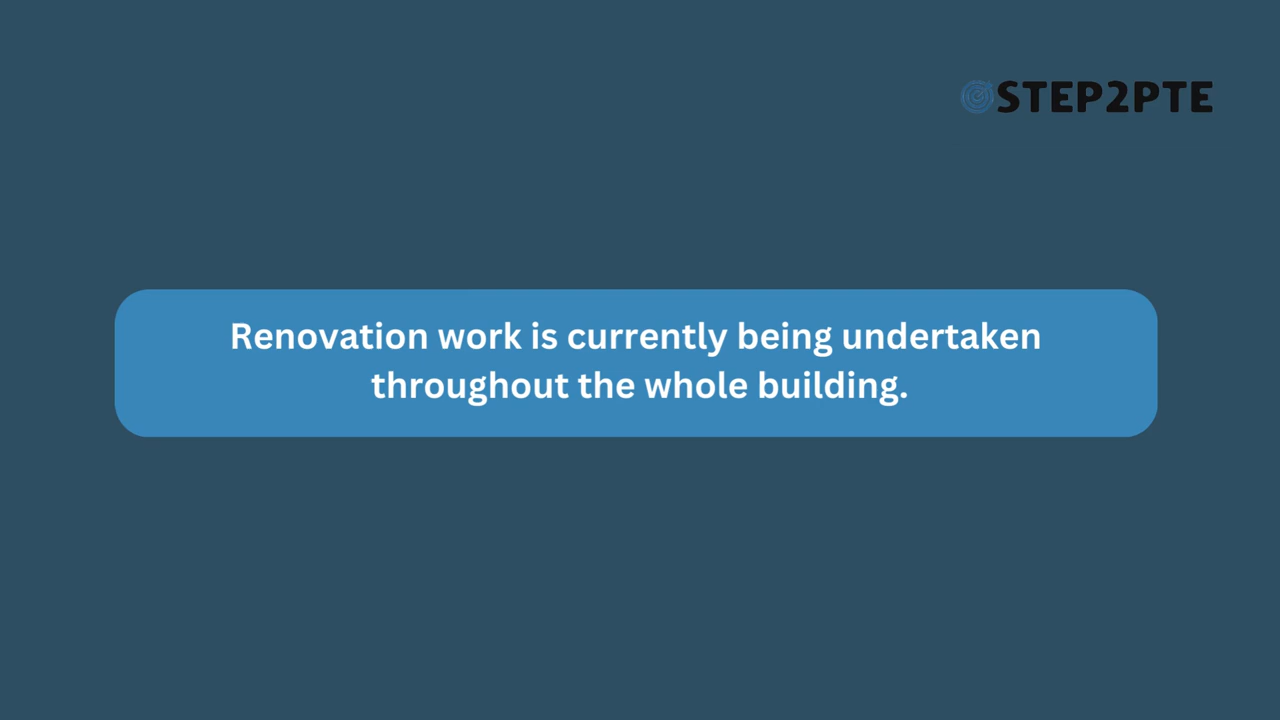 STEP2PTE
Renovation work is currently being undertaken
throughout the whole building.